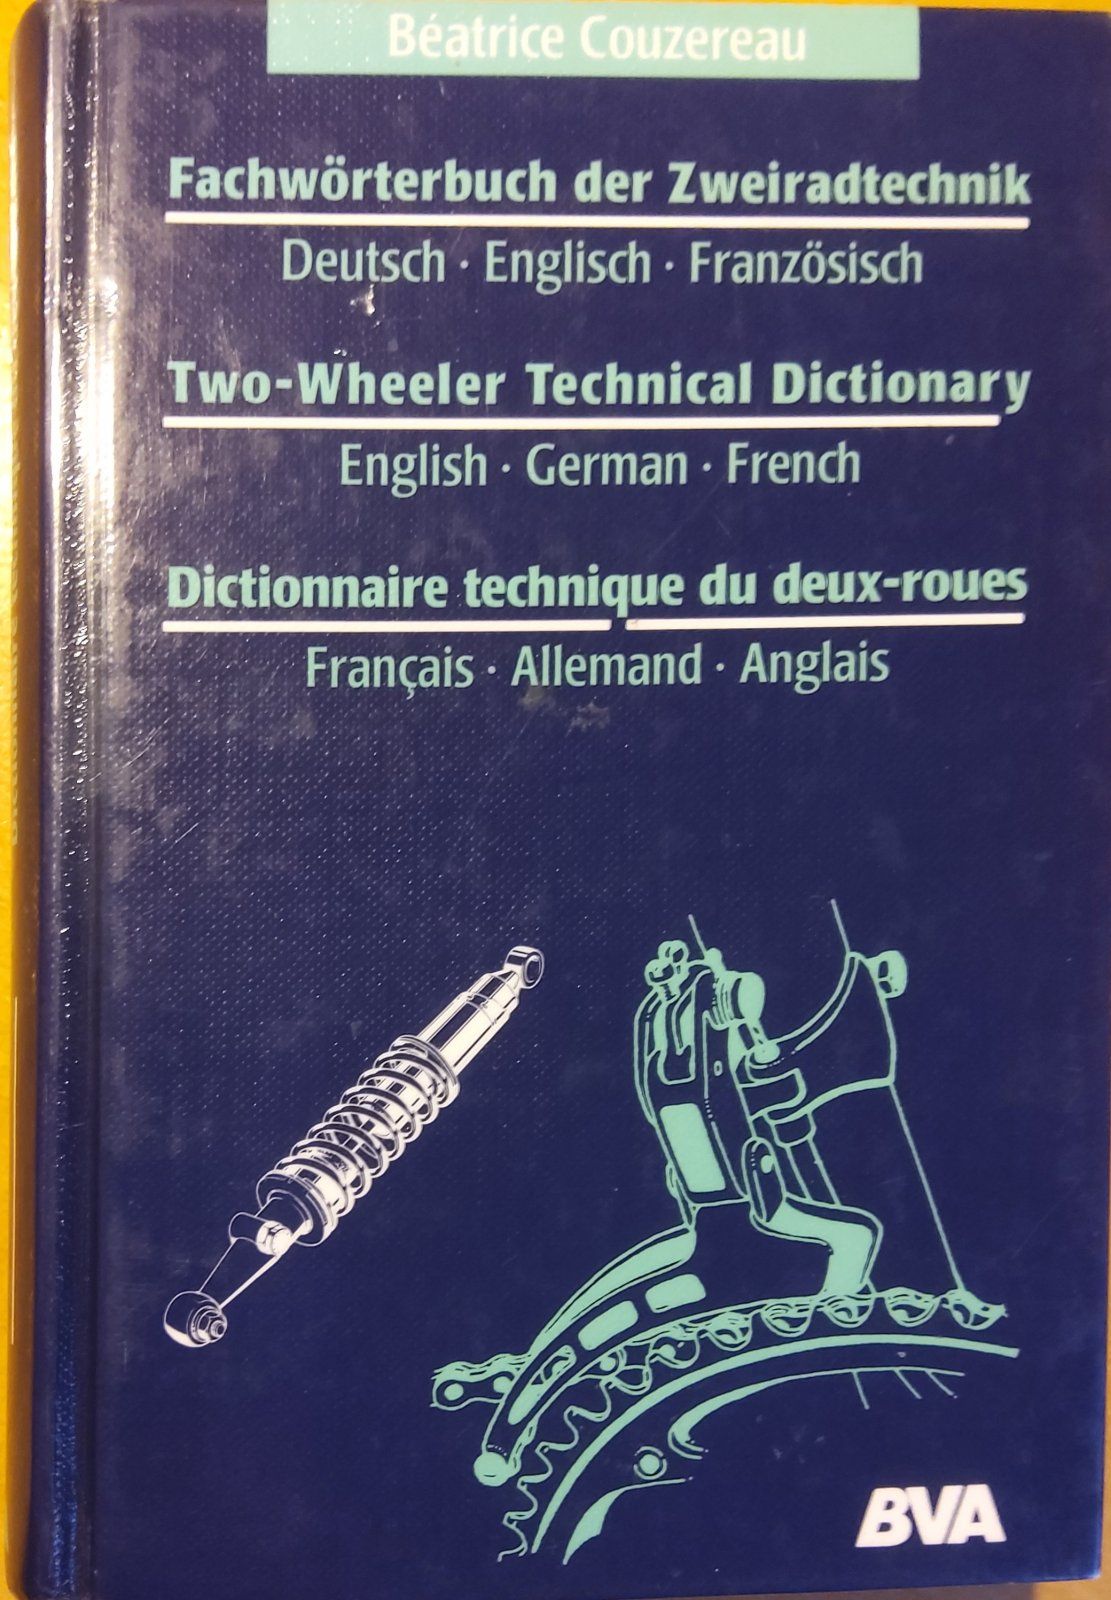 Béatrice Couzereau
Fachwörterbuch der Zweiradtechnik
Deutsch · Englisch · Französisch
Two-Wheeler Technical Dictionary
English · German · French
Dictionnaire technique du deux-roues
Français · Allemand · Anglais
BVA